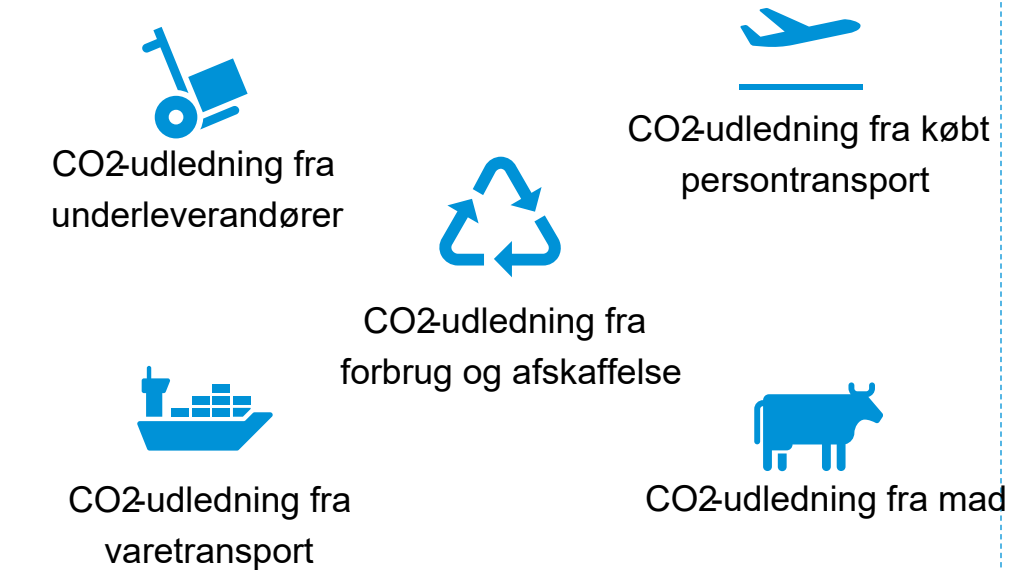 CO2-udledning fra
underleverandører
CO2-udledning fra købt
persontransport
CO2-udledning fra
forbrug og afskaffelse
CO2-udledning fra
varetransport
CO2-udledning fra mad